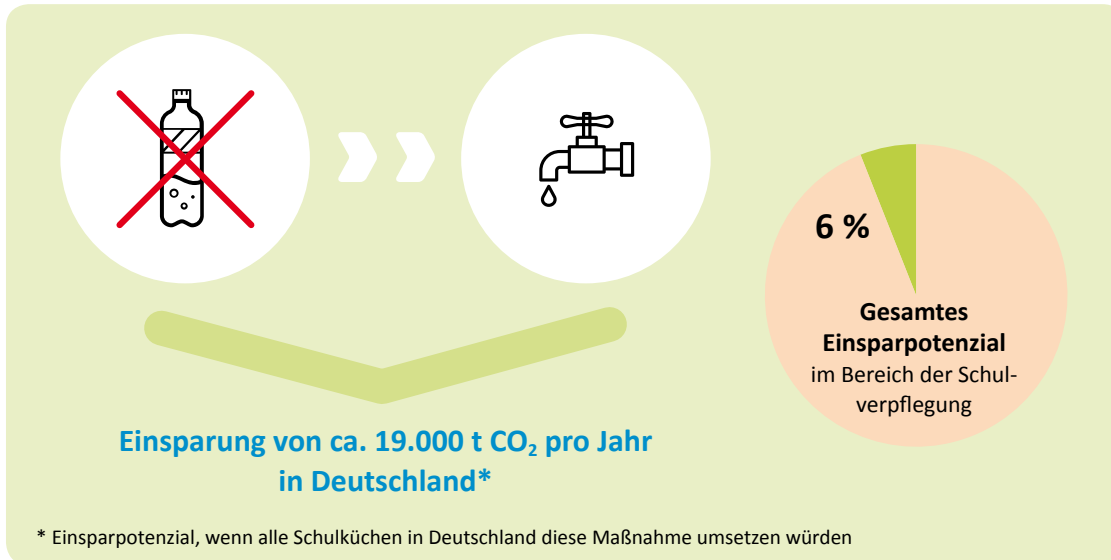 6 %
Gesamtes
Einsparpotenzial
im Bereich der Schul-
verpflegung
Einsparung von ca. 19.000 t CO₂ pro Jahr
in Deutschland*
* Einsparpotenzial, wenn alle Schulküchen in Deutschland diese Maßnahme umsetzen würden